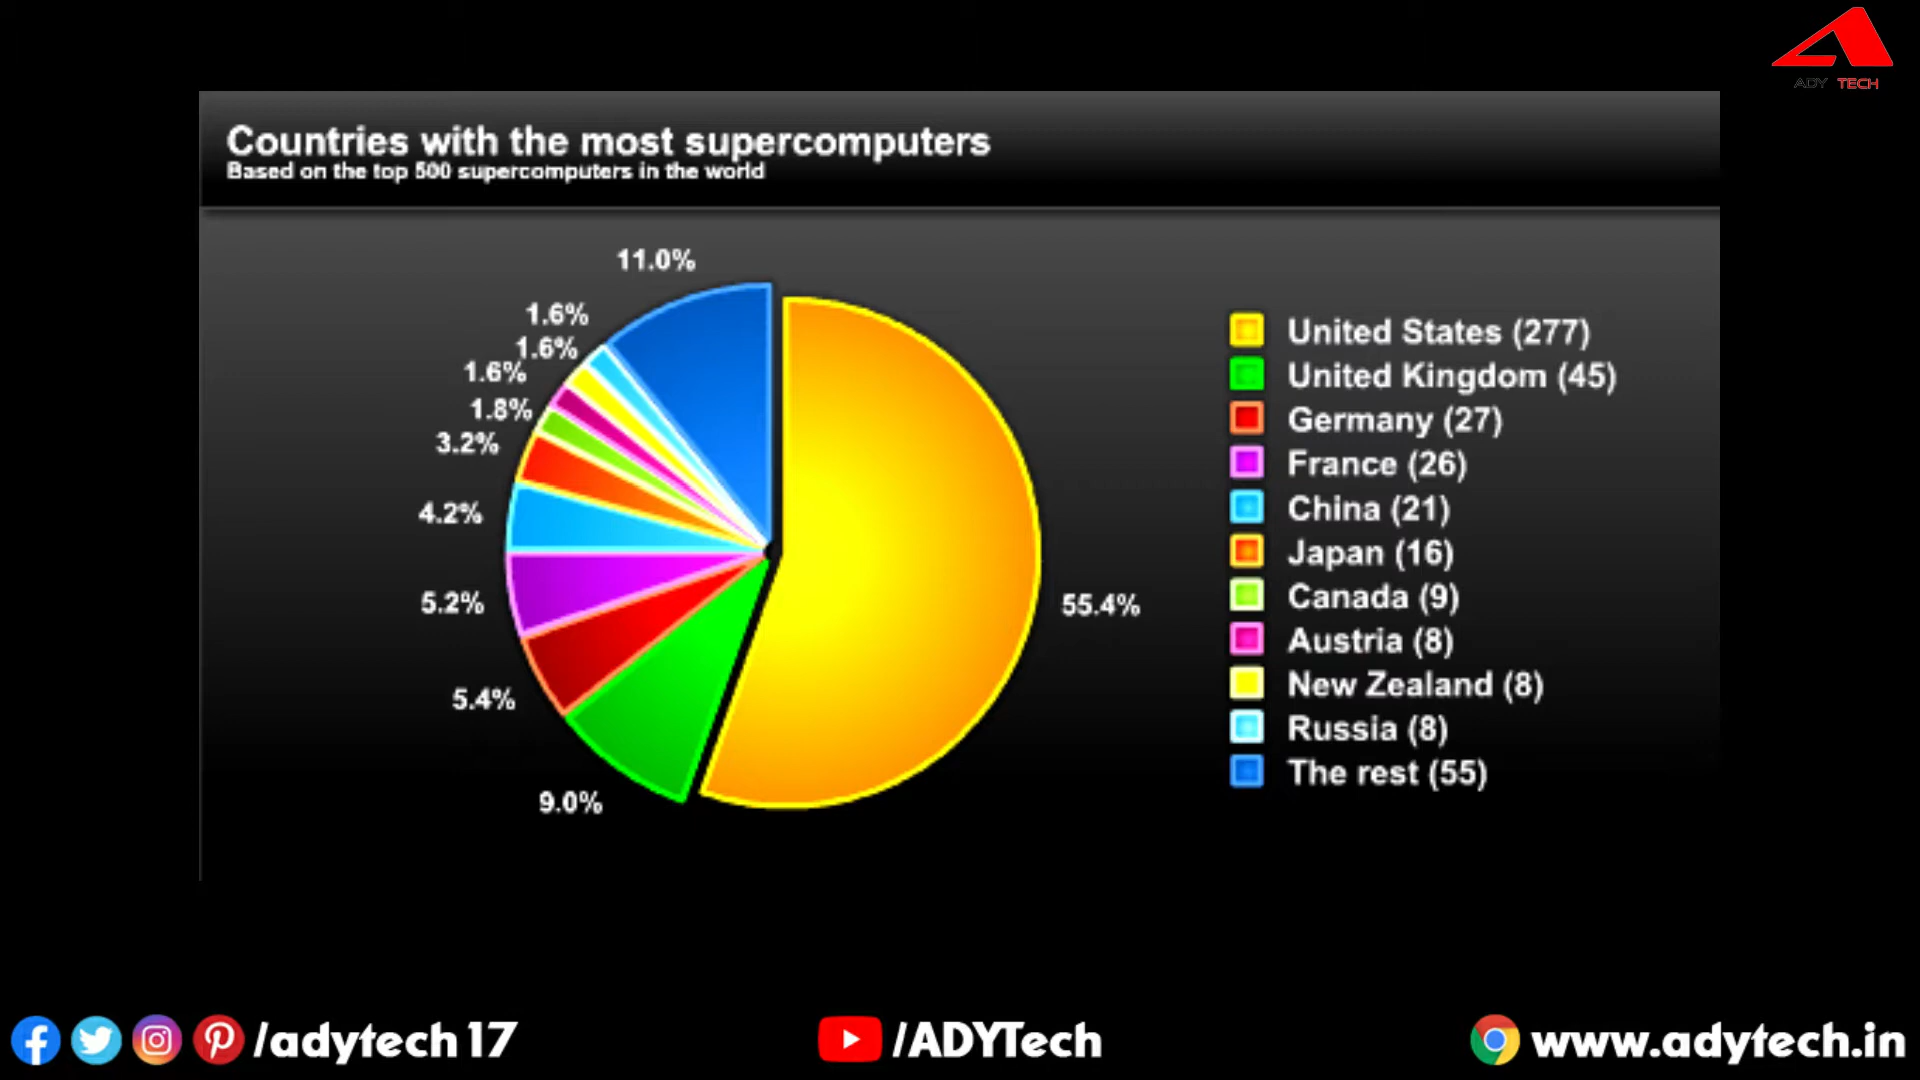 ADY TECH
Countries with the most supercomputers
Based on the top 500 supercomputers in the world
11.0%
1.6%
1.6%
1.6%
1.8%
3.2%
4.2%
5.2%
5.4%
9.0%
55.4%
United States (277)
United Kingdom (45)
Germany (27)
France (26)
China (21)
Japan (16)
Canada (9)
Austria (8)
New Zealand (8)
Russia (8)
The rest (55)
/adytech17
/ADYTech
www.adytech.in